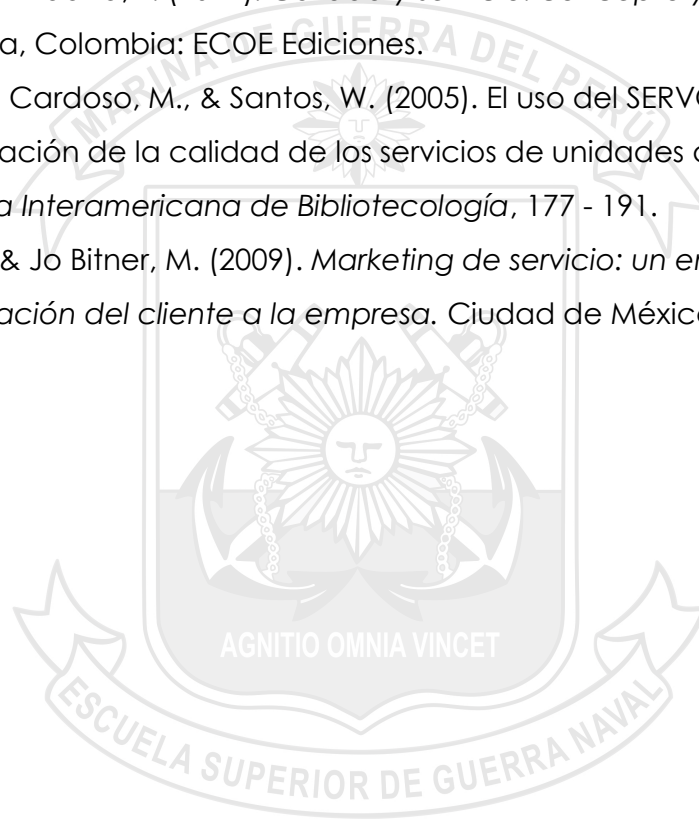 a, Colombia: ECOE Ediciones.
Cardoso, M., & Santos, W. (2005). El uso del SERV
ación de la calidad de los servicios de unidades
a Interamericana de Bibliotecología, 177 - 191.
& Jo Bitner, M. (2009). Marketing de servicio: un e
ación del cliente a la empresa. Ciudad de México
MARINA DE GUERRA DEL PERÚ
AGNITIO OMNIA VINCET
ESCUELA SUPERIOR DE GUERRA NAVAL